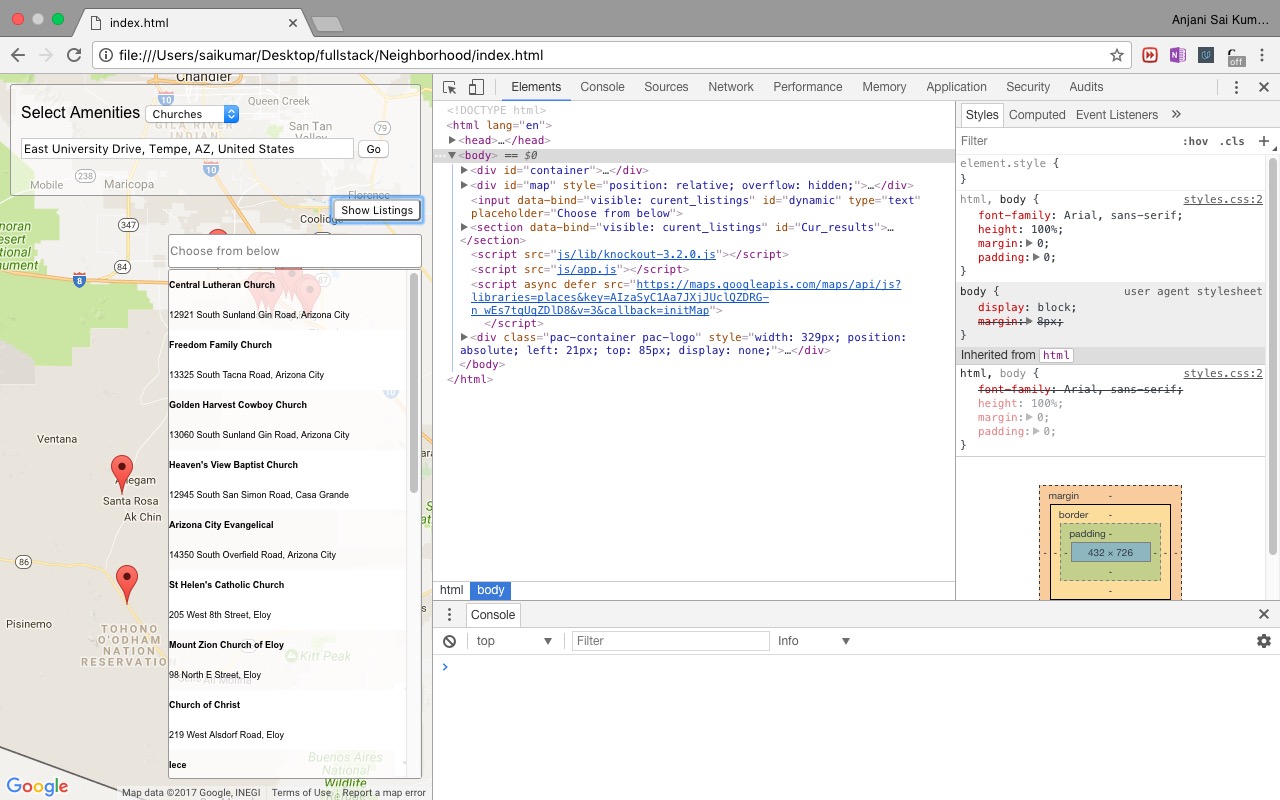 index.html
Anjani Sai Kum...
file:///Users/saikumar/Desktop/fullstack/Neighborhood/index.html
off
Chandler
Select Amenities
Churches
Queen Creek
GILA RIVER
INDIAN
San Tan
Valley
79
10
East University Drive, Tempe, AZ, United States
Go
238
10
Mobile
Maricopa
Florence
Show Listings
Coolidge
347
84
8
Choose from below
Central Lutheran Church
12921 South Sunland Gin Road, Arizona City
Freedom Family Church
13325 South Tacna Road, Arizona City
Golden Harvest Cowboy Church
13060 South Sunland Gin Road, Arizona City
Heaven's View Baptist Church
12945 South San Simon Road, Casa Grande
Arizona City Evangelical
14350 South Overfield Road, Arizona City
St Helen's Catholic Church
205 West 8th Street, Eloy
Mount Zion Church of Eloy
98 North E Street, Eloy
Church of Christ
219 West Alsdorf Road, Eloy
Iece
87
10
Ventana
Santa Rosa
Ak Chin
86
Pisinemo
TOHONO
O'ODHAM
NATION
RESERVATION
Kitt Peak
Buenos Aires
National
Wildlife
Google
Map data ©2017 Google, INEGI
Terms of Use
Report a map error
Elements
Console
Sources
Network
Performance
Memory
Application
Security
Audits
<!DOCTYPE html>
<html lang="en">
<head>…</head>
<body> == $0
<div id="container">…</div>
<div id="map" style="position: relative; overflow: hidden;">…</div>
<input data-bind="visible: curent_listings" id="dynamic" type="text"
placeholder="Choose from below">
<section data-bind="visible: curent_listings" id="Cur_results">…
</section>
<script src="js/lib/knockout-3.2.0.js"></script>
<script src="js/app.js"></script>
<script async defer src="https://maps.googleapis.com/maps/api/js?
libraries=places&key=AIzaSyC1Aa7JXjJUclQZDRG-
n_wEs7tgUqZDlD8&v=3&callback=initMap">
</script>
<div class="pac-container pac-logo" style="width: 329px; position:
absolute; left: 21px; top: 85px; display: none;">…</div>
</body>
</html>
html
body
Styles
Computed
Event Listeners
»
Filter
:hov
.cls
+
element.style {
}
html, body {
styles.css:2
font-family: Arial, sans-serif;
height: 100%;
margin: 0;
padding: 0;
}
body {
user agent stylesheet
display: block;
margin: 8px;
}
Inherited from html
html, body {
styles.css:2
font-family: Arial, sans-serif;
height: 100%;
margin: 0;
padding: 0;
}
margin -
border -
padding -
- - - 432 × 726 - - -
-
-
Console
top
Filter
Info